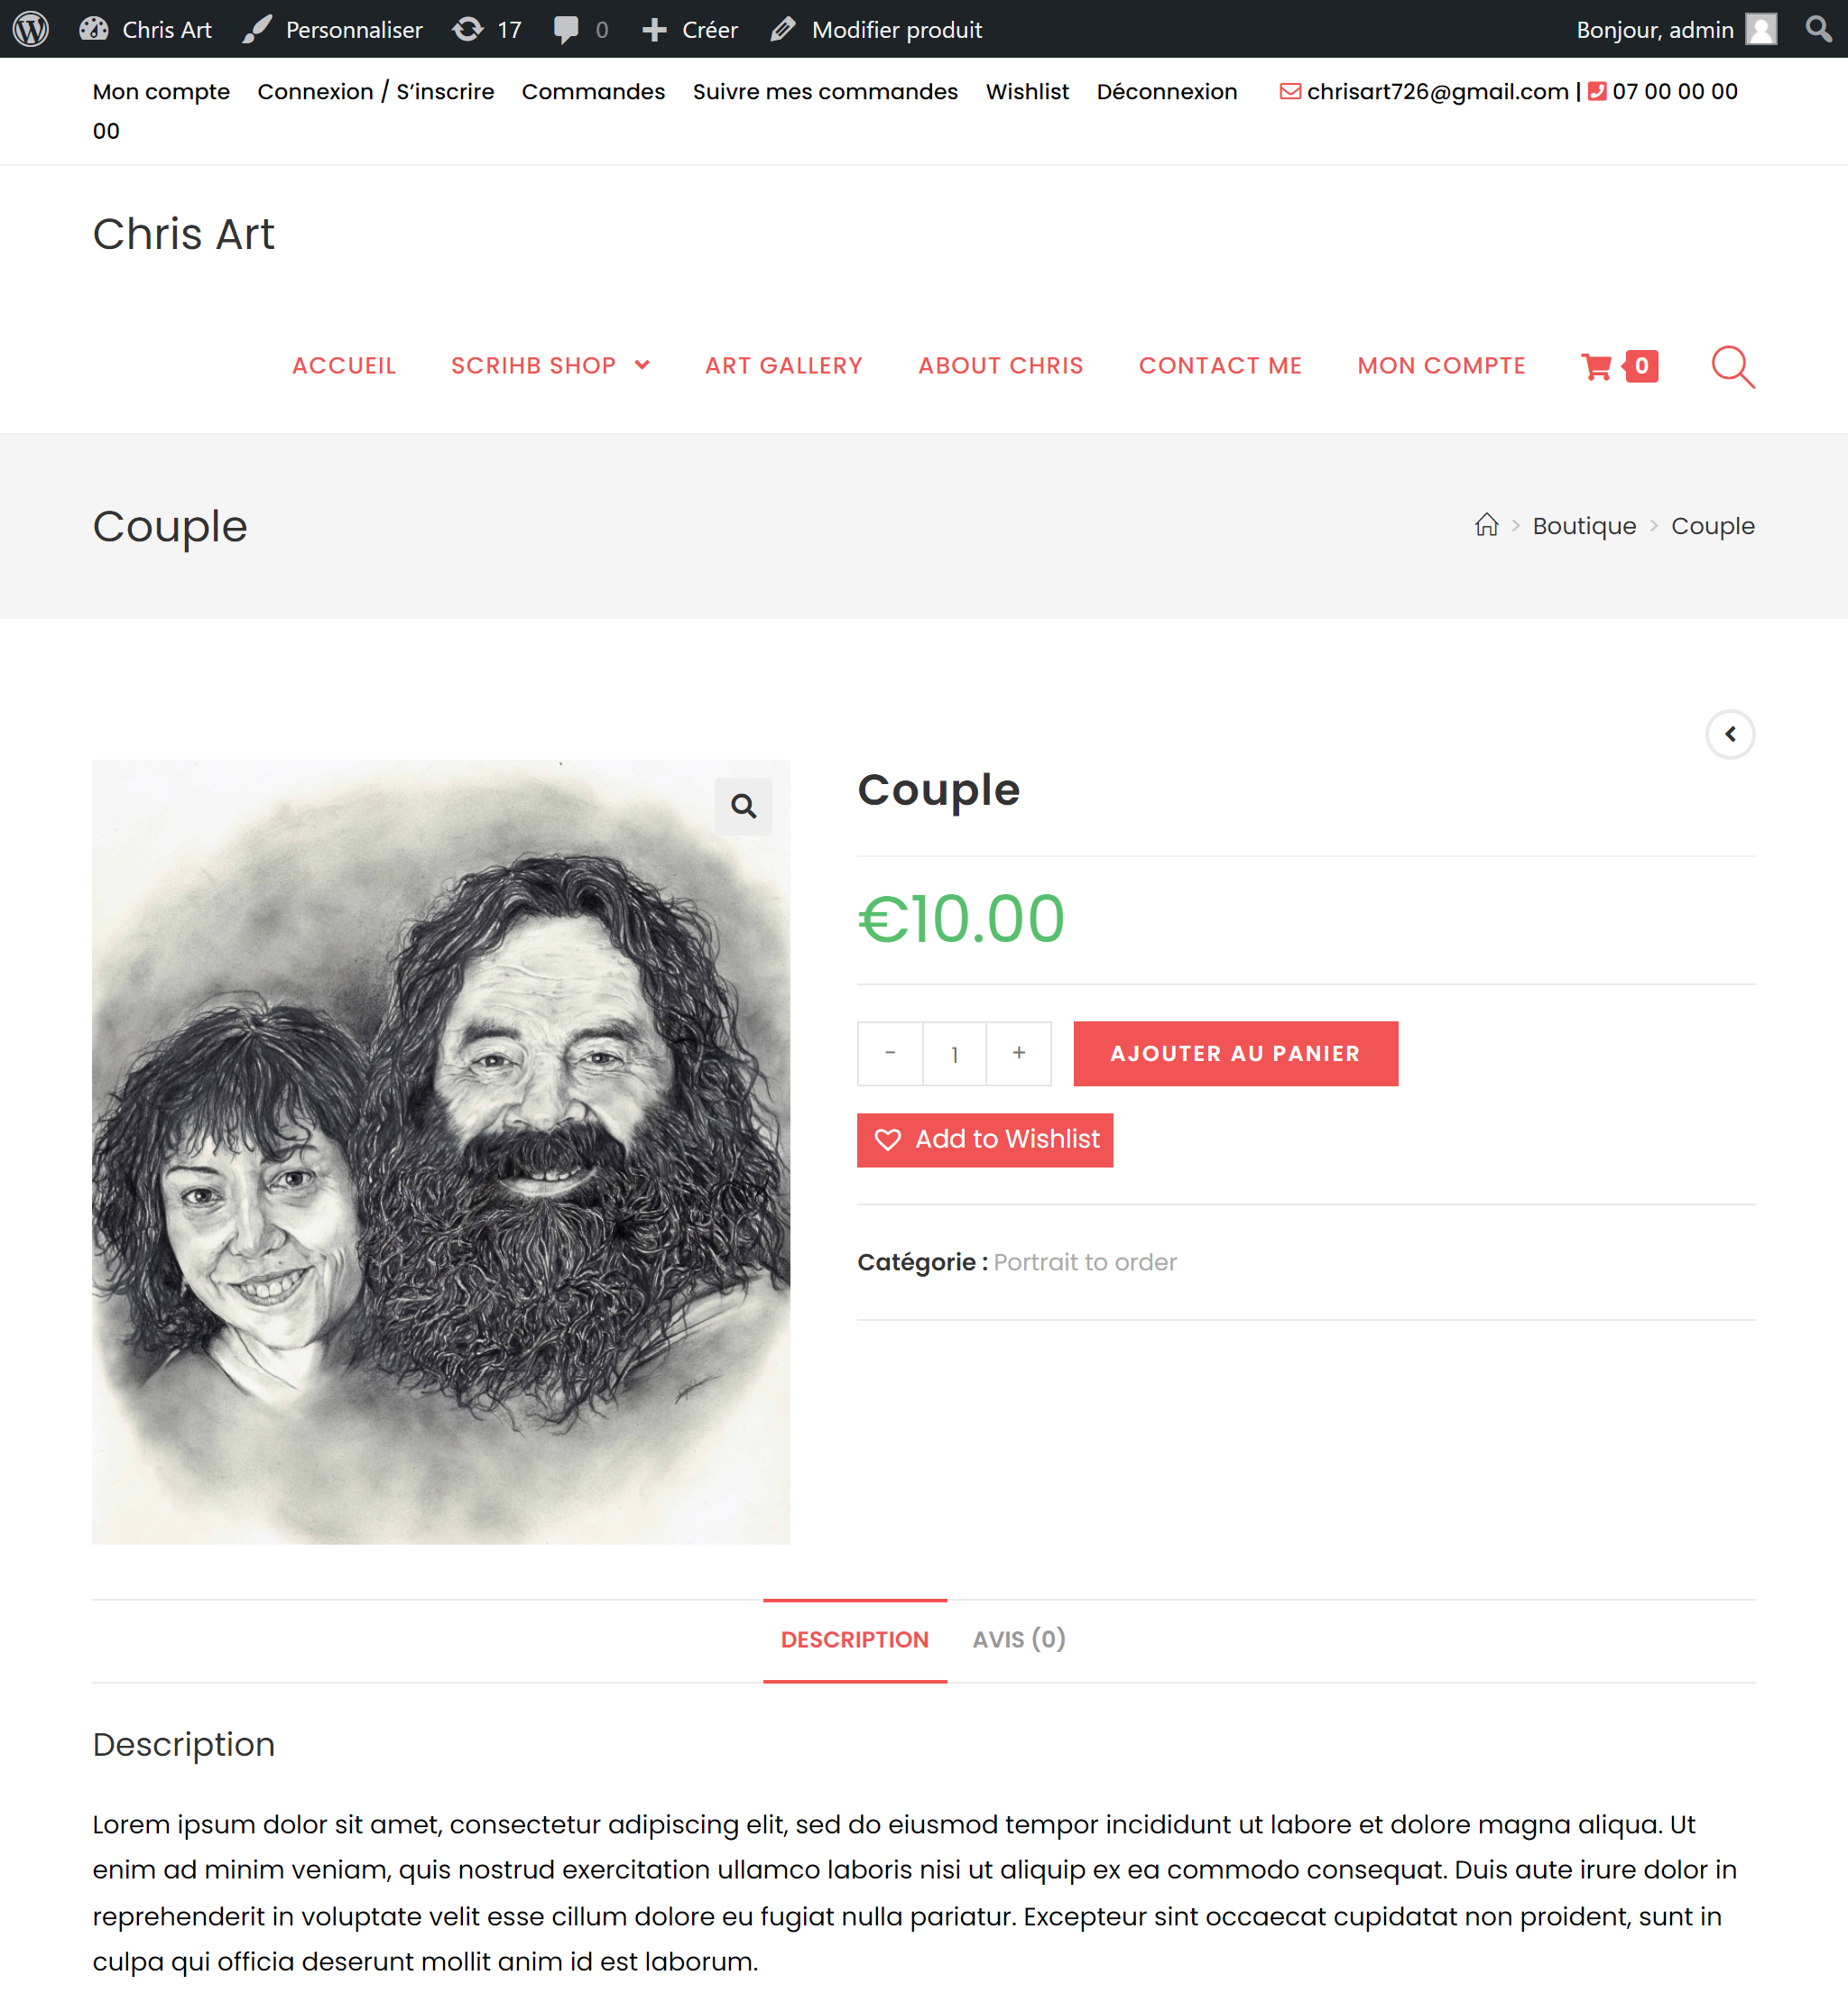 Chris Art Personnaliser 17 0 Créer Modifier produit Bonjour, admin
Mon compte Connexion / S’inscrire Commandes Suivre mes commandes Wishlist Déconnexion chrisart726@gmail.com | 07 00 00 00
00
Chris Art
ACCUEIL SCRIHB SHOP ART GALLERY ABOUT CHRIS CONTACT ME MON COMPTE 0
Couple
> Boutique > Couple
Couple
€10.00
- 1 + AJOUTER AU PANIER
Add to Wishlist
Catégorie : Portrait to order
DESCRIPTION AVIS (0)
Description
Lorem ipsum dolor sit amet, consectetur adipiscing elit, sed do eiusmod tempor incididunt ut labore et dolore magna aliqua. Ut
enim ad minim veniam, quis nostrud exercitation ullamco laboris nisi ut aliquip ex ea commodo consequat. Duis aute irure dolor in
reprehenderit in voluptate velit esse cillum dolore eu fugiat nulla pariatur. Excepteur sint occaecat cupidatat non proident, sunt in
culpa qui officia deserunt mollit anim id est laborum.